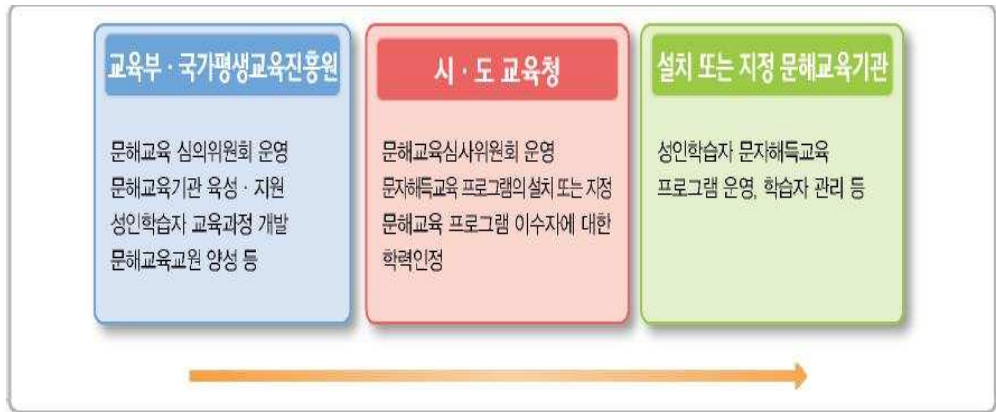 교육부 · 국가평생교육진흥원
문해교육 심의위원회 운영
문해교육기관 육성 · 지원
성인학습자 교육과정 개발
문해교육교원 양성 등
시 · 도 교육청
문해교육심사위원회 운영
문자해득교육 프로그램의 설치 또는 지정
문해교육 프로그램 이수자에 대한
학력인정
설치 또는 지정 문해교육기관
성인학습자 문자해득교육
프로그램 운영, 학습자 관리 등